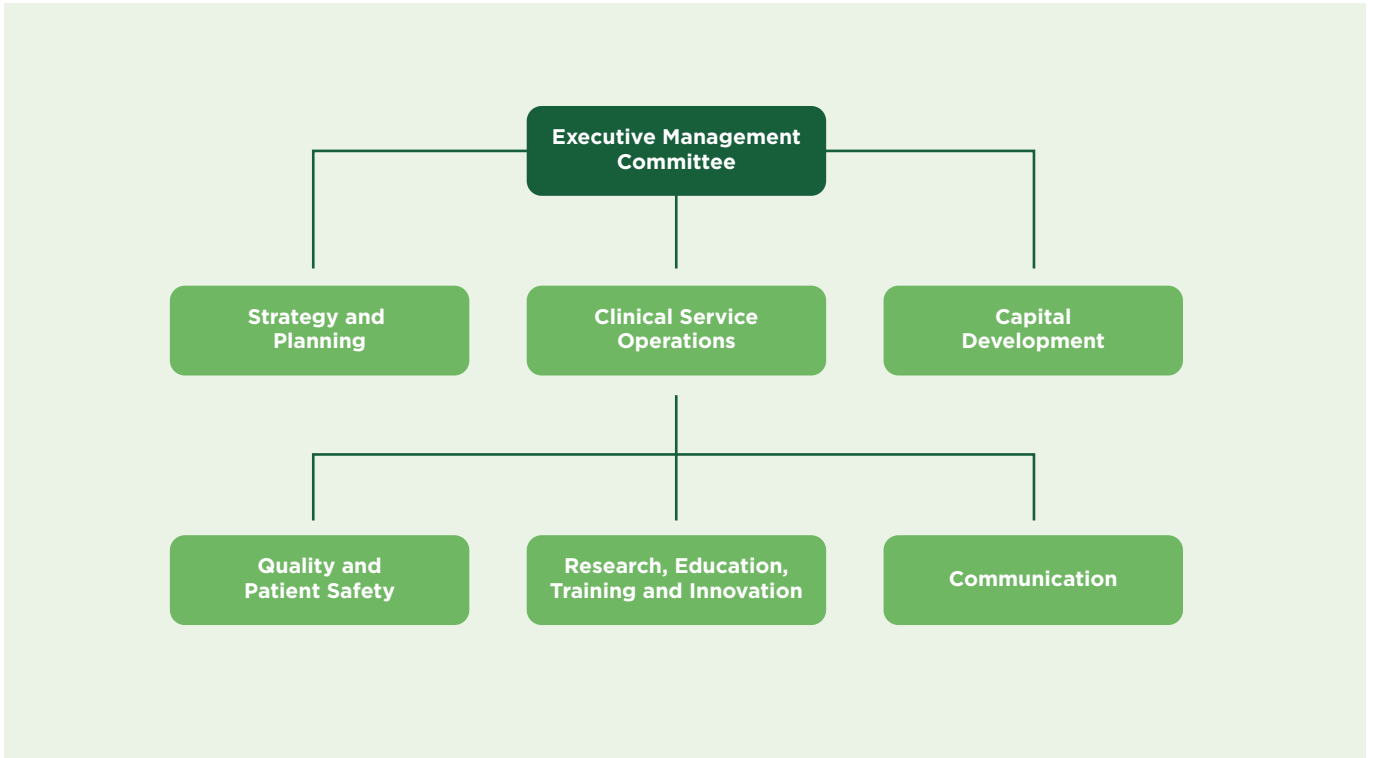 Executive Management
Committee
Strategy and
Planning
Clinical Service
Operations
Capital
Development
Quality and
Patient Safety
Research, Education,
Training and Innovation
Communication